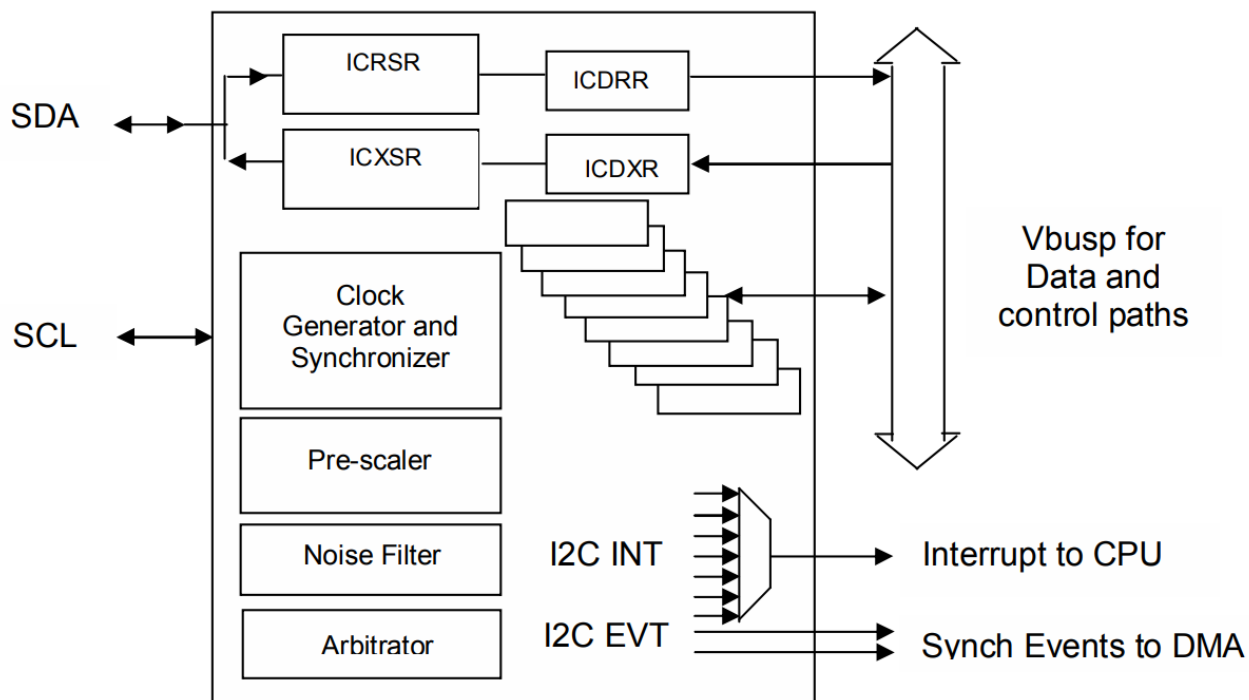 ICRSR
ICDRR
SDA
ICXSR
ICDXR
Clock
Generator and
Synchronizer
SCL
Vbusp for
Data and
control paths
Pre-scaler
Noise Filter
I2C INT
Interrupt to CPU
Arbitrator
I2C EVT
Synch Events to DMA